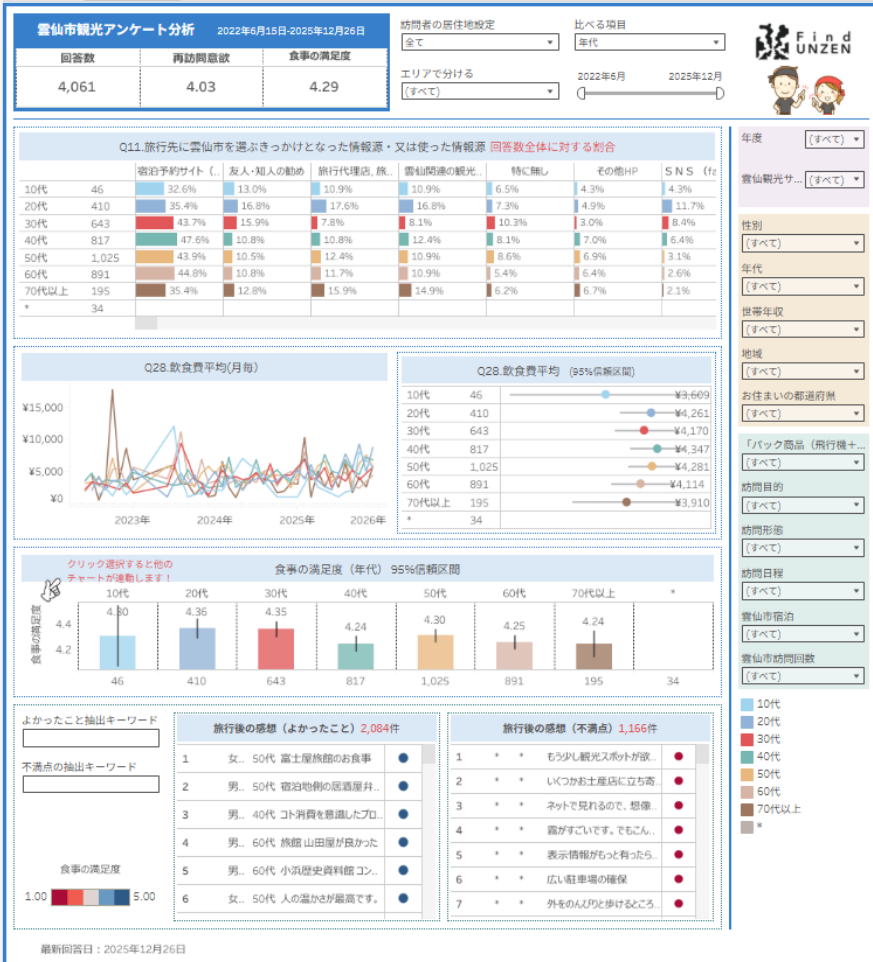 雲仙市観光アンケート分析 2022年6月15日-2025年12月26日
回答数 再訪問意欲 食事の満足度
4,061 4.03 4.29
訪問者の居住地設定
全て
比べる項目
年代
エリアで分ける
(すべて)
2022年6月 2025年12月
Find
UNZEN
Q11.旅行先に雲仙市を選ぶきっかけとなった情報源・又は使った情報源 回答数全体に対する割合
宿泊予約サイト (.. 友人・知人の勧め 旅行代理店, 旅.. 雲仙関連の観光.. 特に無し その他HP SNS (fa
10代 46 32.6% 13.0% 10.9% 10.9% 6.5% 4.3% 4.3%
20代 410 35.4% 16.8% 17.6% 16.8% 7.3% 4.9% 11.7%
30代 643 43.7% 15.9% 7.8% 8.1% 10.3% 3.0% 8.4%
40代 817 47.6% 10.8% 10.8% 12.4% 8.1% 7.0% 6.4%
50代 1,025 43.9% 10.5% 12.4% 10.9% 8.6% 6.9% 3.1%
60代 891 44.8% 10.8% 11.7% 10.9% 5.4% 6.4% 2.6%
70代以上 195 35.4% 12.8% 15.9% 14.9% 6.2% 6.7% 2.1%
* 34
Q28.飲食費平均(月毎)
¥15,000
¥10,000
¥5,000
¥0
2023年 2024年 2025年 2026年
Q28.飲食費平均 (95%信頼区間)
10代 46 ¥3,609
20代 410 ¥4,261
30代 643 ¥4,170
40代 817 ¥4,347
50代 1,025 ¥4,281
60代 891 ¥4,114
70代以上 195 ¥3,910
* 34
クリック選択すると他の
チャートが連動します！
食事の満足度（年代） 95%信頼区間
10代 20代 30代 40代 50代 60代 70代以上 *
食事の満足度
4.4
4.2
4.30 4.36 4.35 4.24 4.30 4.25 4.24
46 410 643 817 1,025 891 195 34
よかったこと抽出キーワード
不満点の抽出キーワード
食事の満足度
1.00 5.00
旅行後の感想（よかったこと）2,084件
1 女.. 50代 富士屋旅館のお食事
2 男.. 50代 宿泊地側の居酒屋弁..
3 男.. 40代 コト消費を意識したプロ..
4 男.. 60代 旅館 山田屋が良かった
5 男.. 60代 小浜歴史資料館 コン..
6 女.. 50代 人の温かさが最高です。
旅行後の感想（不満点）1,166件
1 * * もう少し観光スポットが欲..
2 * * いくつかお土産店に立ち寄..
3 * * ネットで見れるので、想像..
4 * * 霧がすごいです。でもこん..
5 * * 表示情報がもっと有ったら..
6 * * 広い駐車場の確保
7 * * 外をのんびりと歩けるところ..
年度 (すべて)
雲仙観光サ... (すべて)
性別
(すべて)
年代
(すべて)
世帯年収
(すべて)
地域
(すべて)
お住まいの都道府県
(すべて)
「パック商品（飛行機＋...
(すべて)
訪問目的
(すべて)
訪問形態
(すべて)
訪問日程
(すべて)
雲仙市宿泊
(すべて)
雲仙市訪問回数
(すべて)
10代
20代
30代
40代
50代
60代
70代以上
*
最新回答日：2025年12月26日